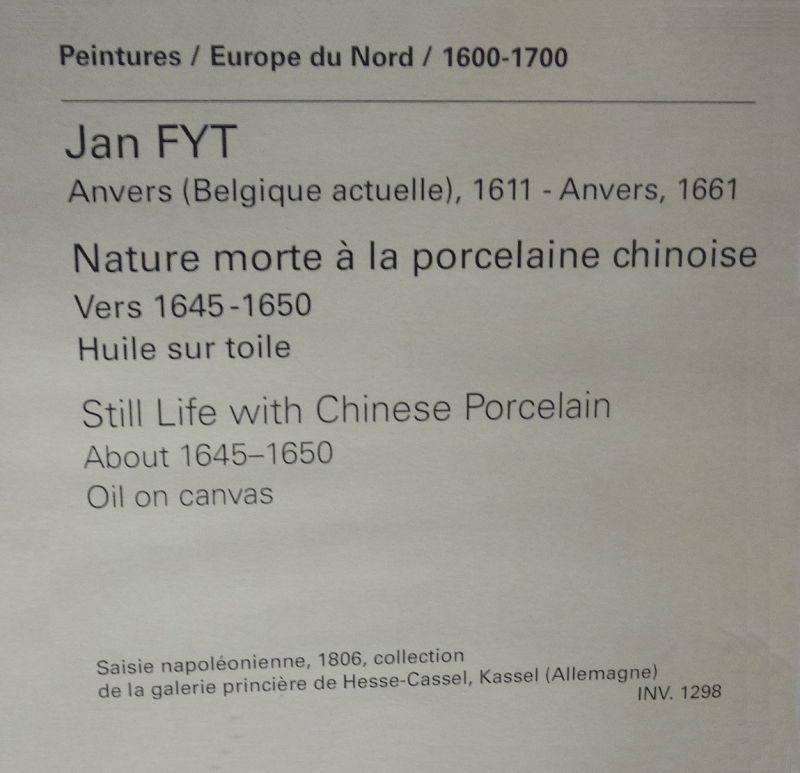 Peintures / Europe du Nord / 1600-1700
Jan FYT
Anvers (Belgique actuelle), 1611 - Anvers, 1661
Nature morte à la porcelaine chinoise
Vers 1645-1650
Huile sur toile
Still Life with Chinese Porcelain
About 1645–1650
Oil on canvas
Saisie napoléonienne, 1806, collection
de la galerie princière de Hesse-Cassel, Kassel (Allemagne)
INV. 1298